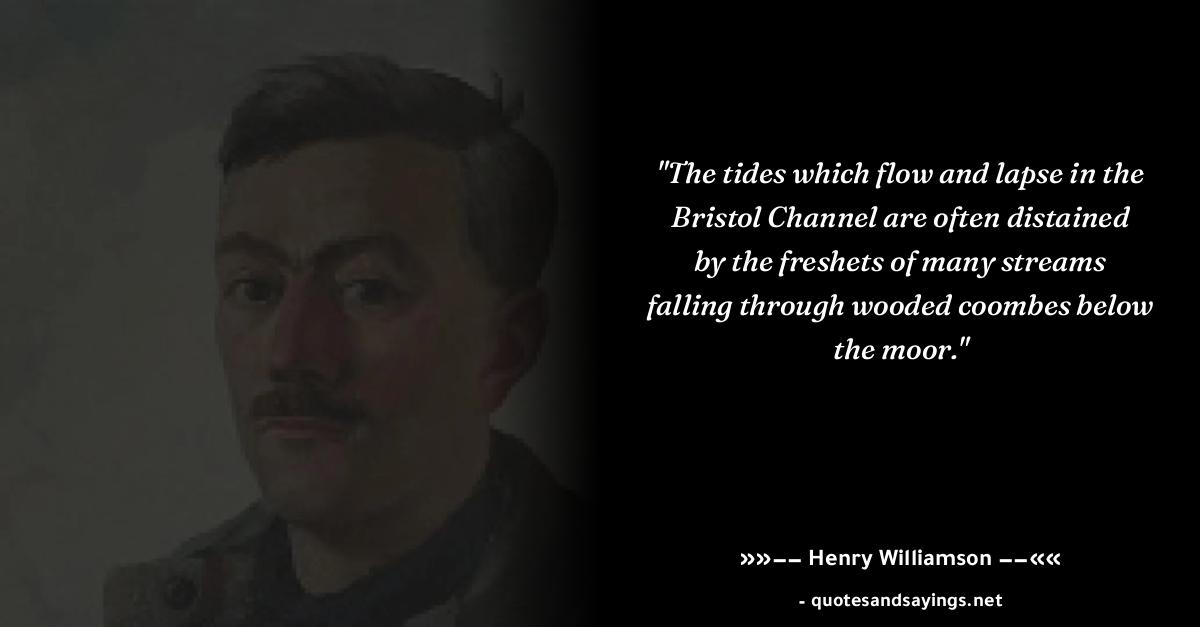 "The tides which flow and lapse in the
Bristol Channel are often distained
by the freshets of many streams
falling through wooded coombes below
the moor."
»»–– Henry Williamson ––««
- quotesandsayings.net